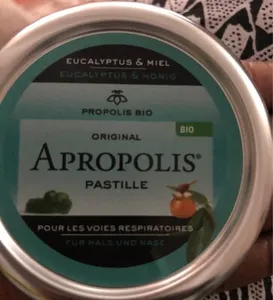 EUCALYPTUS & MIEL
EUCALYPTUS & HONIG
PROPOLIS BIO
BIO
ORIGINAL
APROPOLIS®
PASTILLE
POUR LES VOIES RESPIRATOIRES
FÜR HALS UND NASE